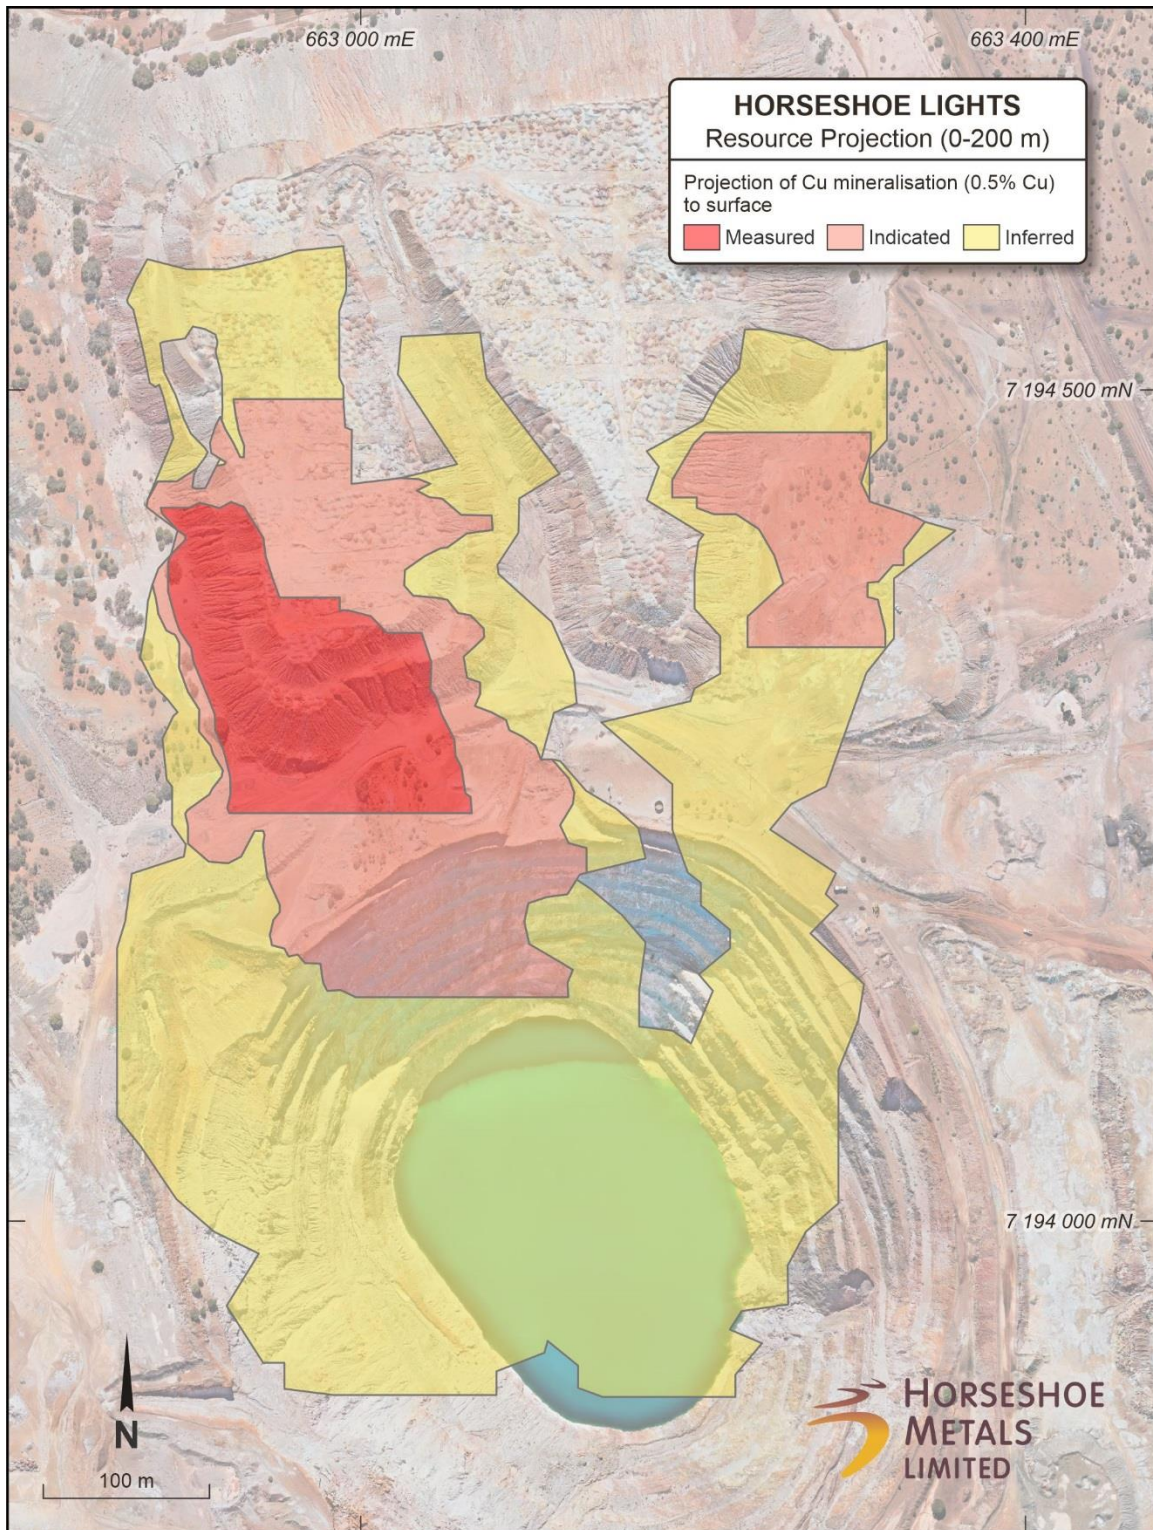 663 000 mE
663 400 mE
HORSESHOE LIGHTS
Resource Projection (0-200 m)
Projection of Cu mineralisation (0.5% Cu)
to surface
Measured Indicated Inferred
7 194 500 mN
7 194 000 mN
N
100 m
HORSESHOE
METALS
LIMITED